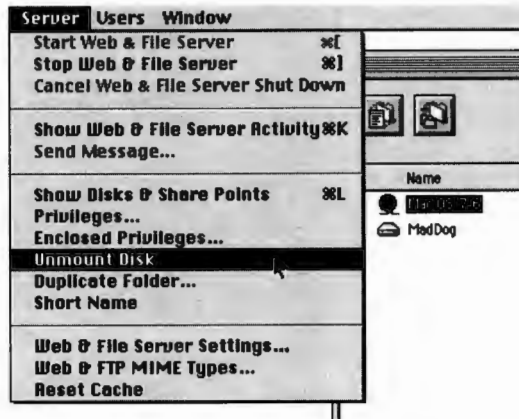 Server Users Window
Start Web & File Server ⌘[
Stop Web & File Server ⌘]
Cancel Web & File Server Shut Down
Show Web & File Server Activity ⌘K
Send Message...
Show Disks & Share Points ⌘L
Privileges...
Enclosed Privileges...
Unmount Disk
Duplicate Folder...
Short Name
Web & File Server Settings...
Web & FTP MIME Types...
Reset Cache
Name
MadDog